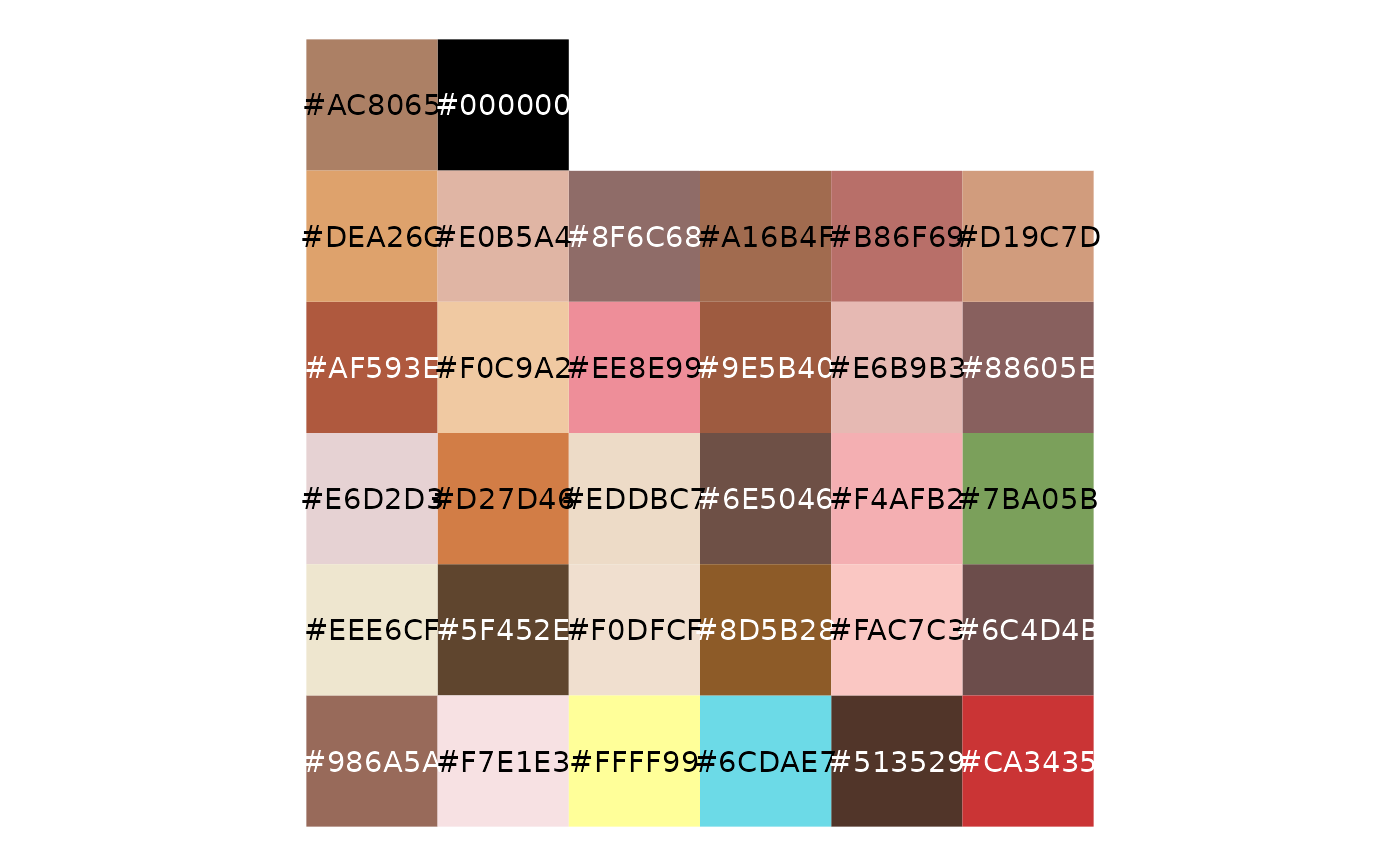 #AC8065 #000000
#DEA26C #E0B5A4 #8F6C68 #A16B4F #B86F69 #D19C7D
#AF593E #F0C9A2 #EE8E99 #9E5B40 #E6B9B3 #88605E
#E6D2D3 #D27D46 #EDDBC7 #6E5046 #F4AFB2 #7BA05B
#EEE6CF #5F452E #F0DFCF #8D5B28 #FAC7C3 #6C4D4B
#986A5A #F7E1E3 #FFFF99 #6CDAE7 #513529 #CA3435